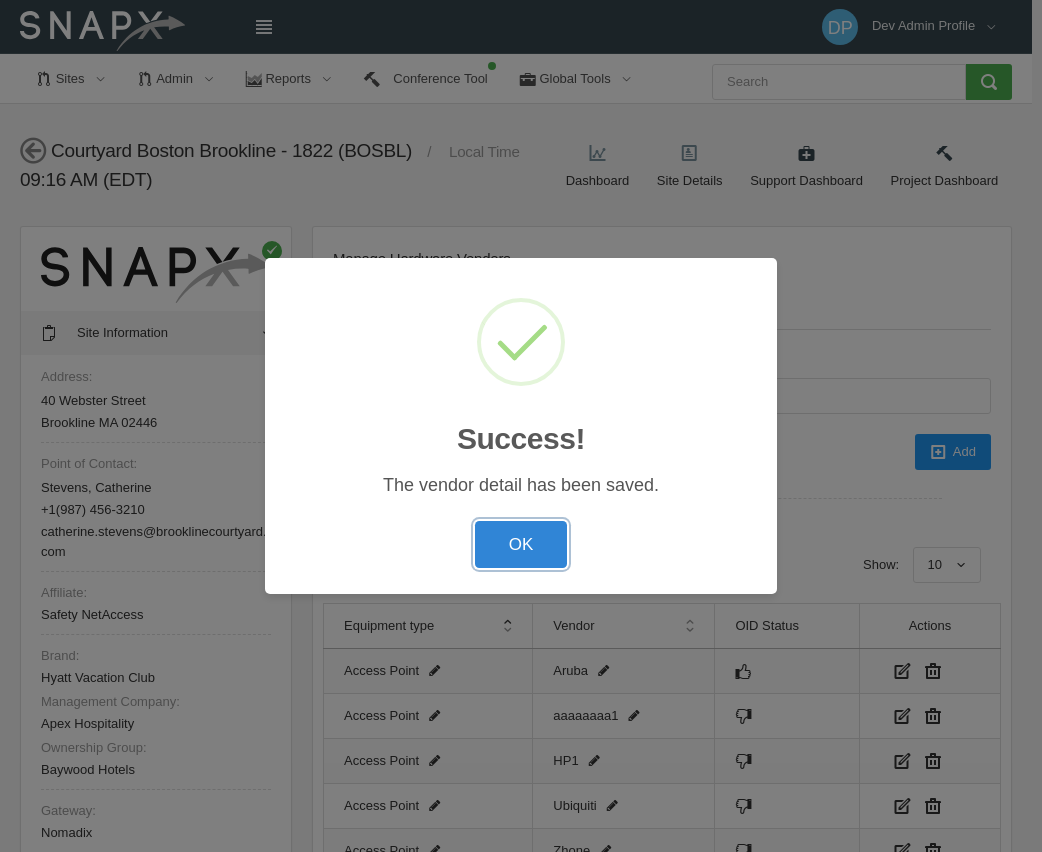 SNAPX
DP
Dev Admin Profile
Sites
Admin
Reports
Conference Tool
Global Tools
Search
Courtyard Boston Brookline - 1822 (BOSBL) / Local Time
09:16 AM (EDT)
Dashboard
Site Details
Support Dashboard
Project Dashboard
SNAPX
Site Information
Address:
40 Webster Street
Brookline MA 02446
Point of Contact:
Stevens, Catherine
+1(987) 456-3210
catherine.stevens@brooklinecourtyard.
com
Affiliate:
Safety NetAccess
Brand:
Hyatt Vacation Club
Management Company:
Apex Hospitality
Ownership Group:
Baywood Hotels
Gateway:
Nomadix
Manage Hardware Vendors
Success!
The vendor detail has been saved.
OK
Add
Show: 10
Equipment type Vendor OID Status Actions
Access Point Aruba
Access Point aaaaaaaa1
Access Point HP1
Access Point Ubiquiti
Access Point Zhone